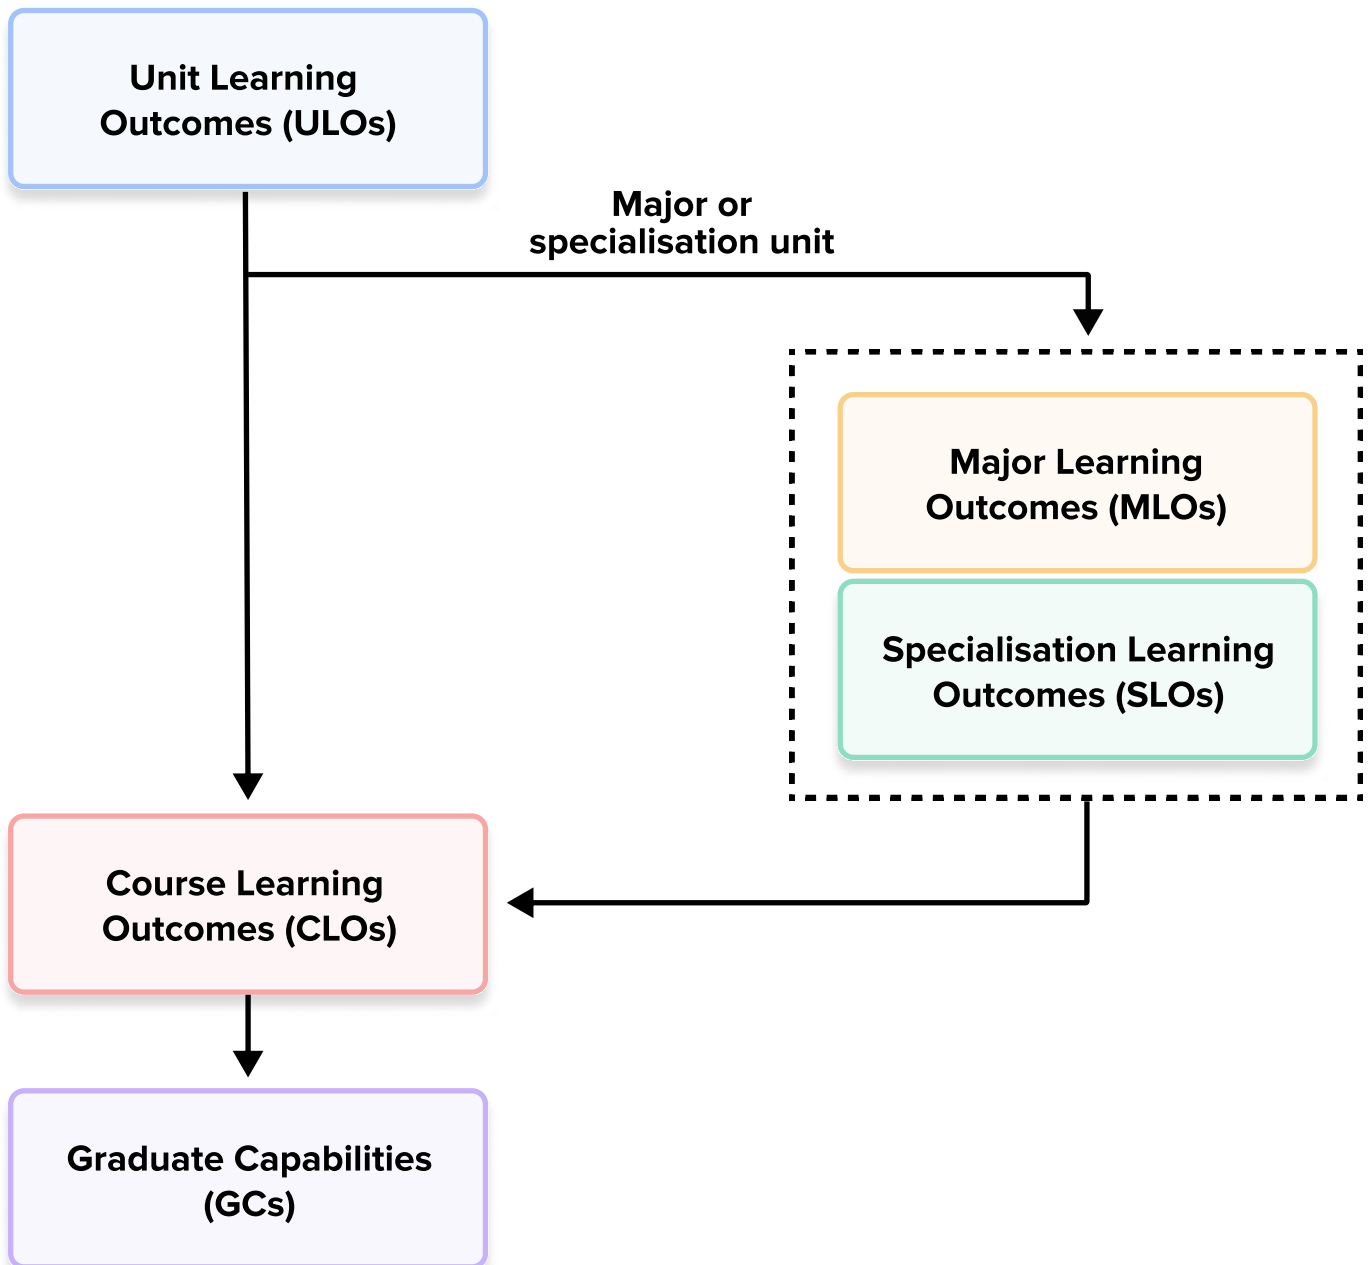 Unit Learning
Outcomes (ULOs)
Major or
specialisation unit
Major Learning
Outcomes (MLOs)
Specialisation Learning
Outcomes (SLOs)
Course Learning
Outcomes (CLOs)
Graduate Capabilities
(GCs)